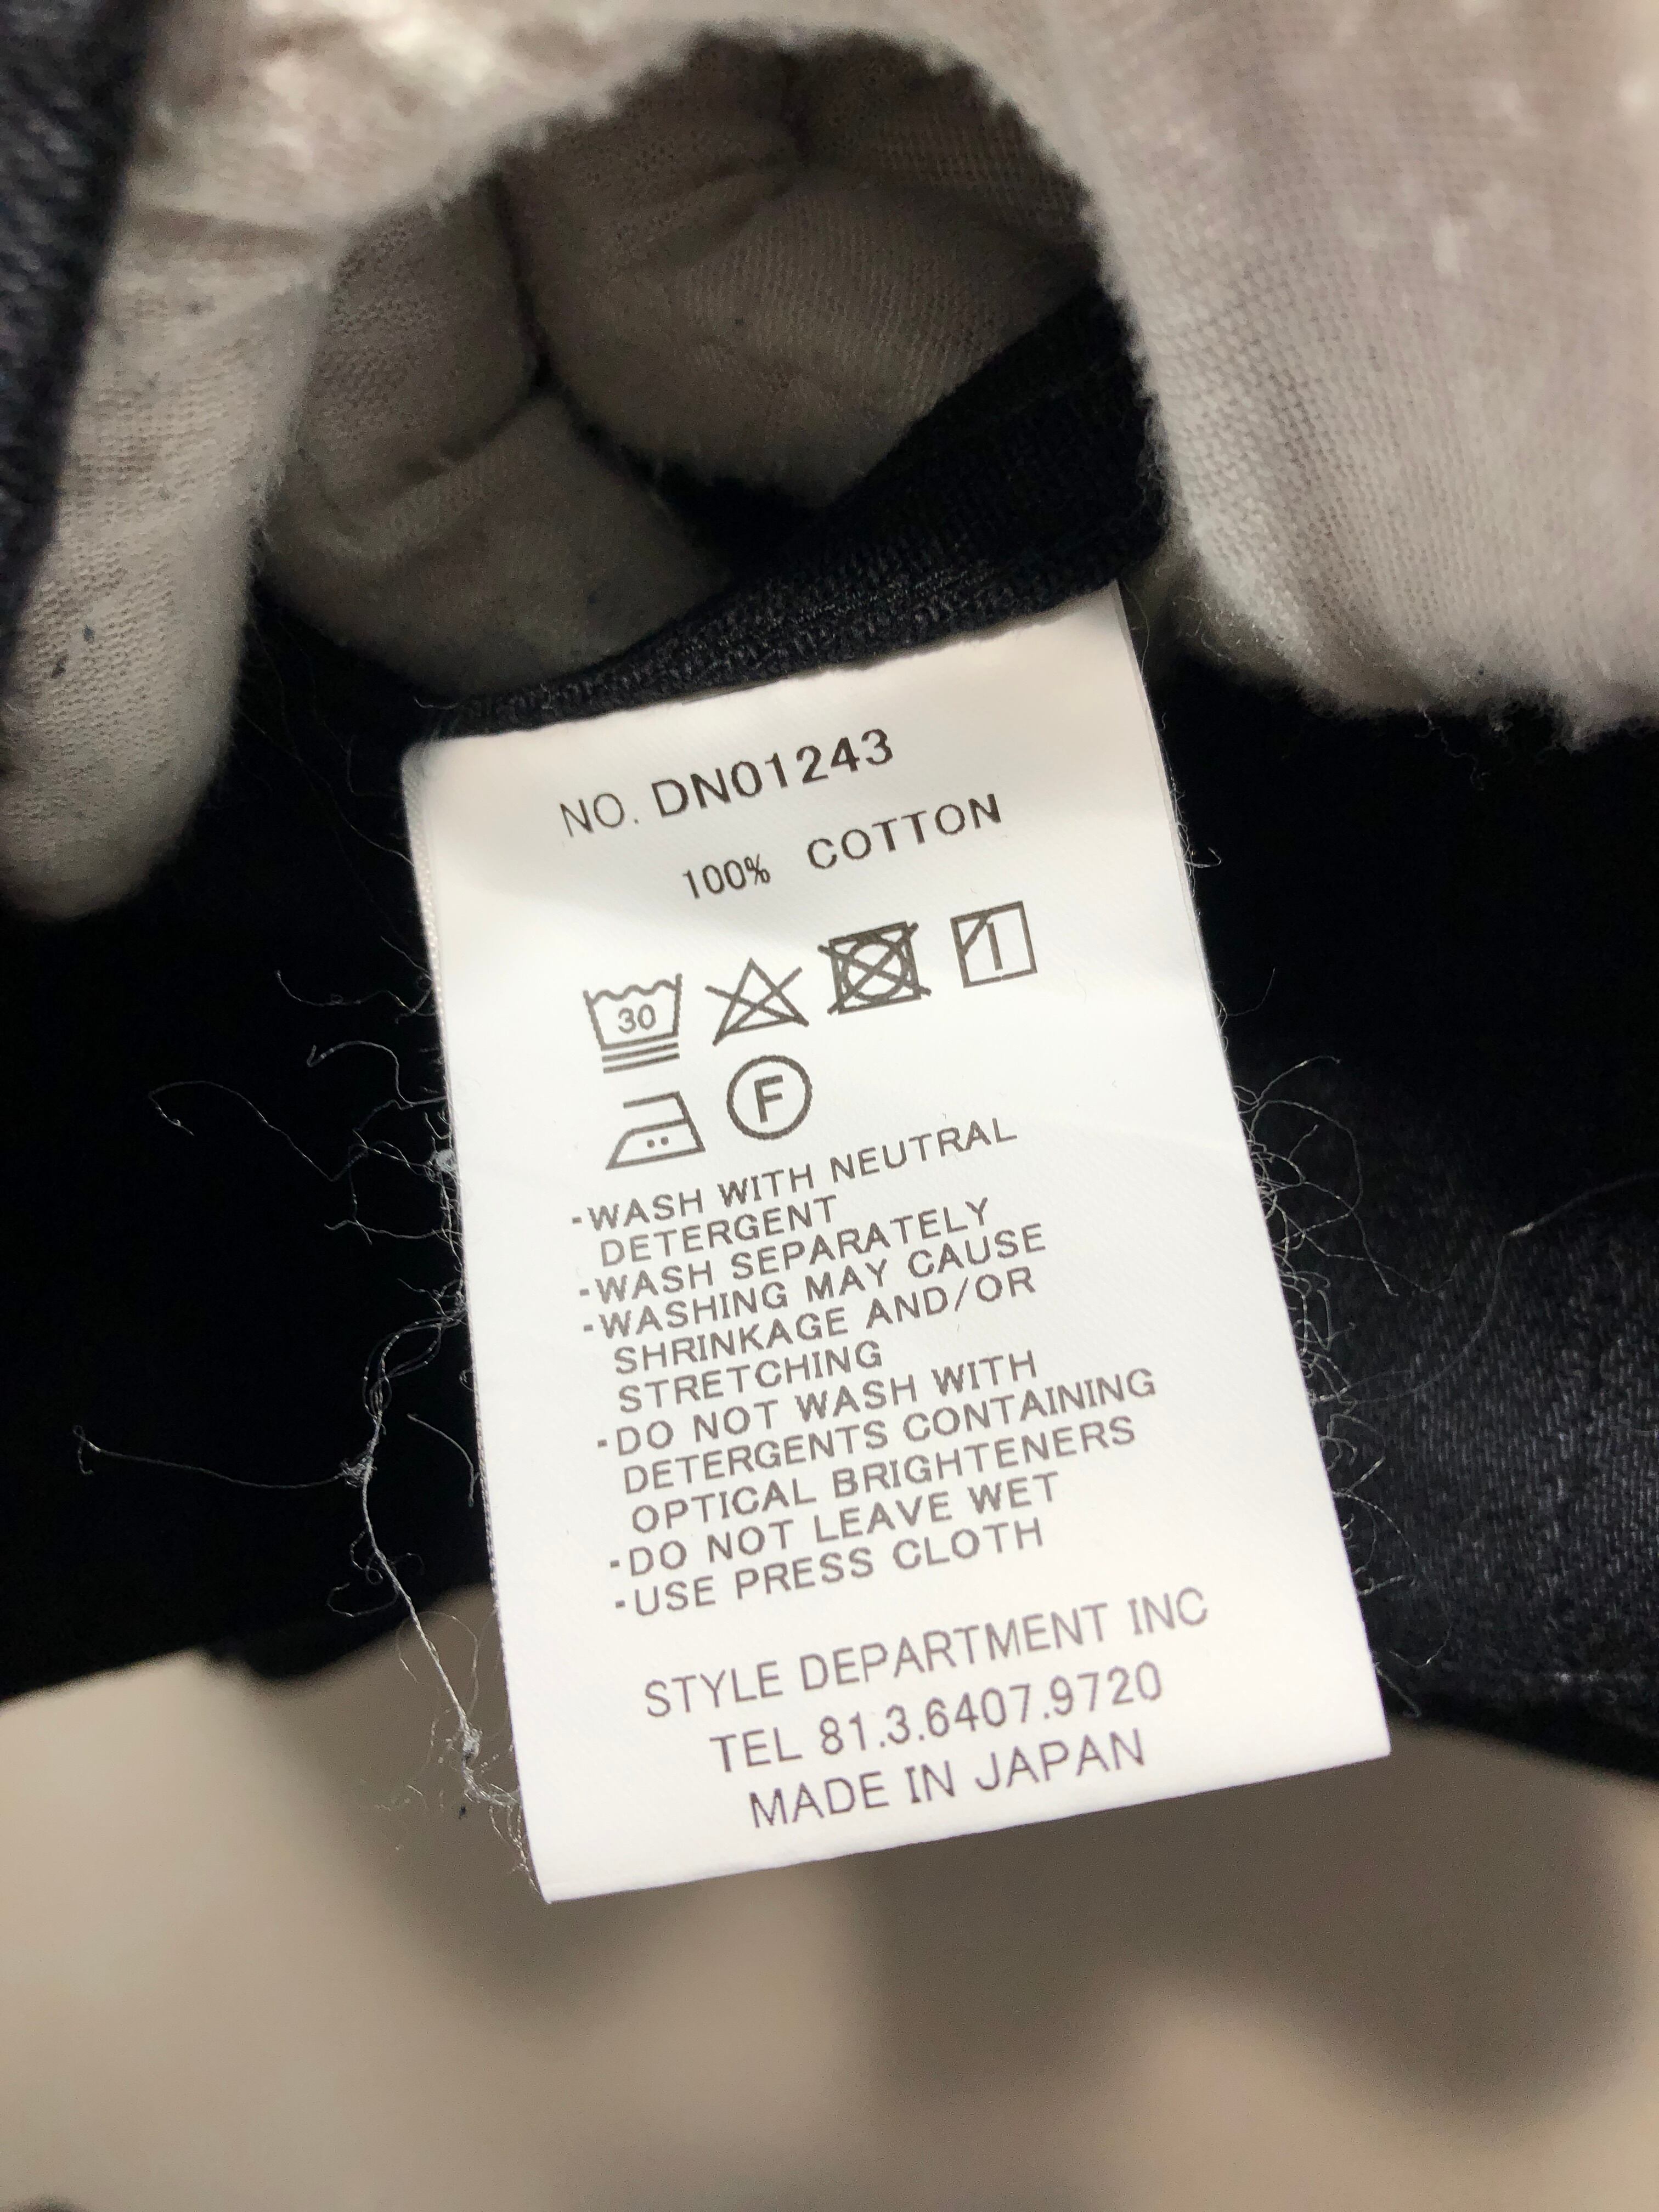 NO. DN01243
100% COTTON
30
F
-WASH WITH NEUTRAL
DETERGENT
-WASH SEPARATELY
-WASHING MAY CAUSE
SHRINKAGE AND/OR
STRETCHING
-DO NOT WASH WITH
DETERGENTS CONTAINING
OPTICAL BRIGHTENERS
-DO NOT LEAVE WET
-USE PRESS CLOTH
STYLE DEPARTMENT INC
TEL 81.3.6407.9720
MADE IN JAPAN